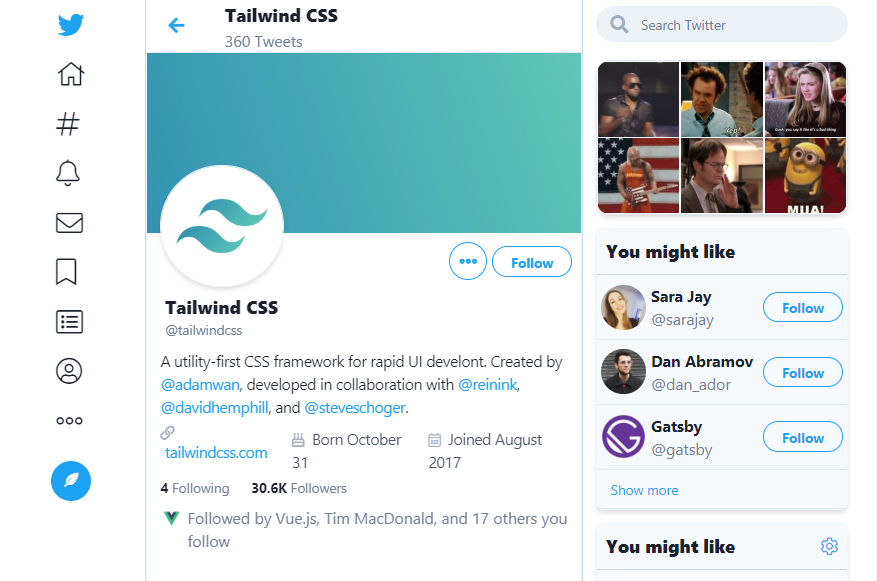 Tailwind CSS
360 Tweets
Search Twitter
Yep!
MUA!
Follow
Tailwind CSS
@tailwindcss
A utility-first CSS framework for rapid UI develont. Created by
@adamwan, developed in collaboration with @reinink,
@davidhemphill, and @steveschoger.
tailwindcss.com
Born October
31
Joined August
2017
4 Following 30.6K Followers
Followed by Vue.js, Tim MacDonald, and 17 others you
follow
You might like
Sara Jay
@sarajay
Follow
Dan Abramov
@dan_ador
Follow
Gatsby
@gatsby
Follow
Show more
You might like